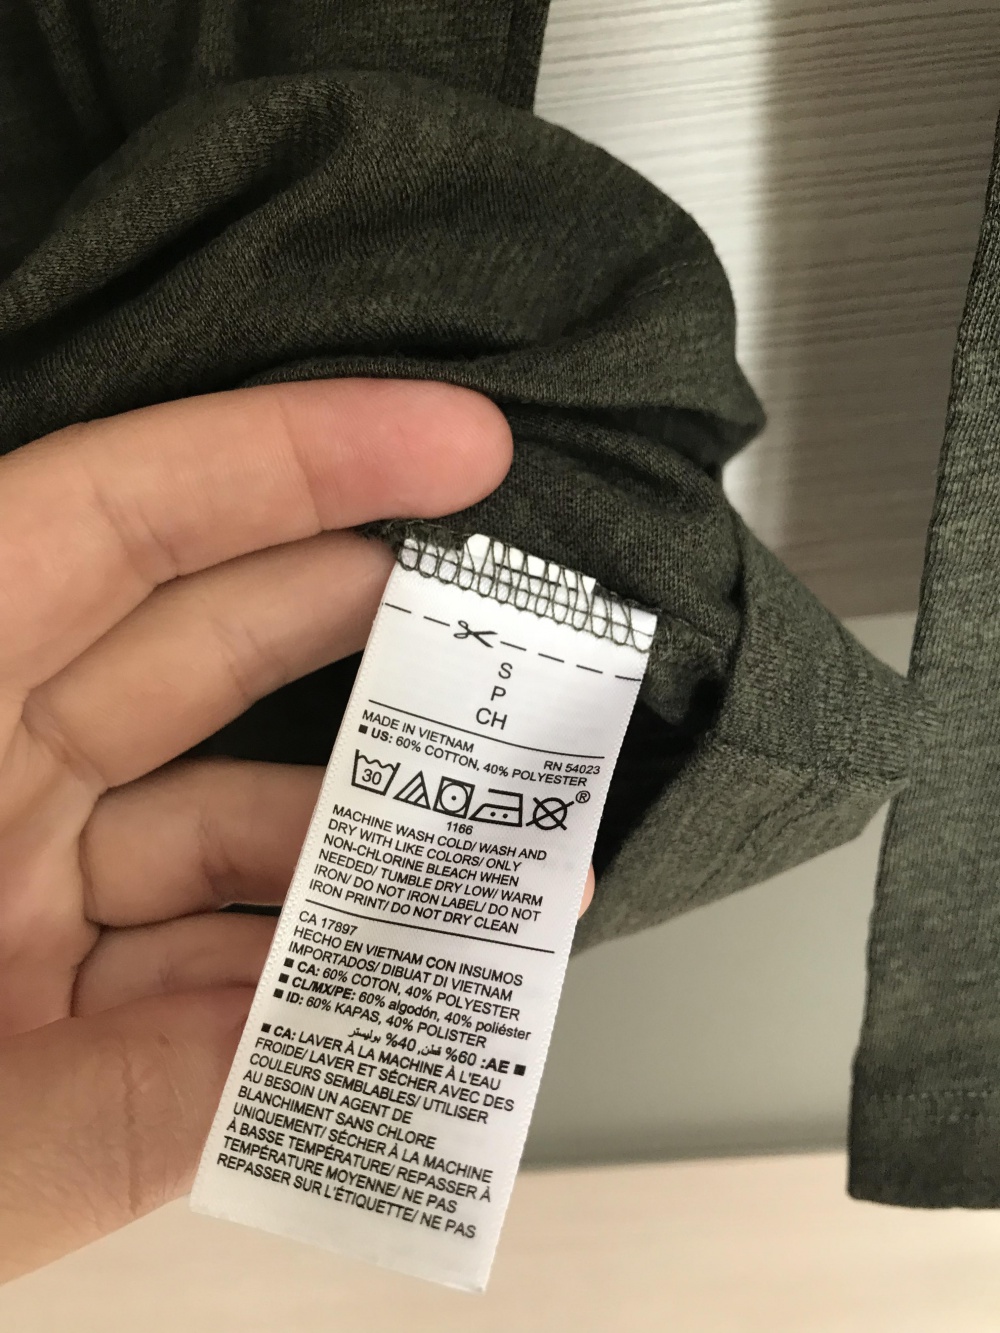 S
P
CH
MADE IN VIETNAM
RN 54023
■ US: 60% COTTON, 40% POLYESTER
30
®
1166
MACHINE WASH COLD/ WASH AND
DRY WITH LIKE COLORS/ ONLY
NON-CHLORINE BLEACH WHEN
NEEDED/ TUMBLE DRY LOW/ WARM
IRON/ DO NOT IRON LABEL/ DO NOT
IRON PRINT/ DO NOT DRY CLEAN
CA 17897
HECHO EN VIETNAM CON INSUMOS
IMPORTADOS/ DIBUAT DI VIETNAM
■ CA: 60% COTON, 40% POLYESTER
■ CL/MX/PE: 60% algodón, 40% poliéster
■ ID: 60% KAPAS, 40% POLISTER
■ AE: 60% قطن, 40% بوليستر
■ CA: LAVER À LA MACHINE À L'EAU
FROIDE/ LAVER ET SÉCHER AVEC DES
COULEURS SEMBLABLES/ UTILISER
AU BESOIN UN AGENT DE
BLANCHIMENT SANS CHLORE
UNIQUEMENT/ SÉCHER À LA MACHINE
À BASSE TEMPÉRATURE/ REPASSER À
TEMPÉRATURE MOYENNE/ NE PAS
REPASSER SUR L'ÉTIQUETTE/ NE PAS